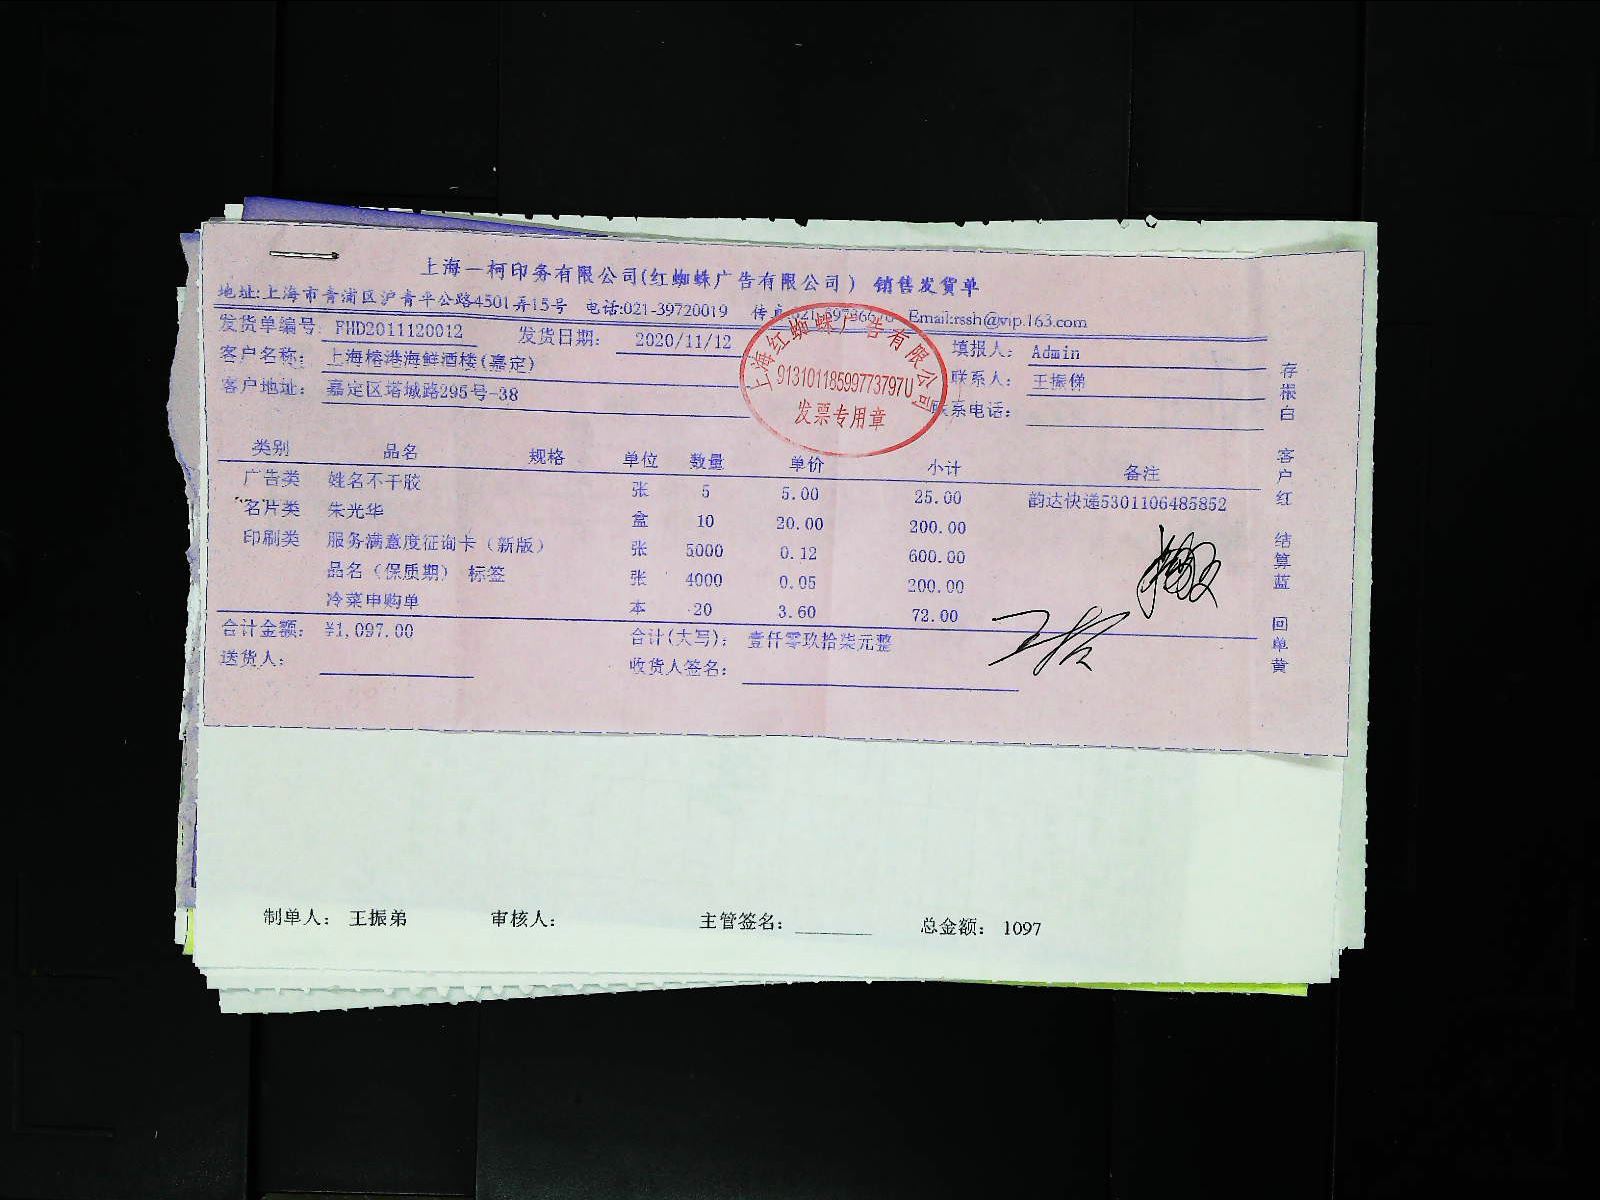 上海一柯印务有限公司(红蜘蛛广告有限公司) 销售发货单
地址:上海市青浦区沪青平公路4501弄15号 电话:021-39720019 传真 Email:rssh@vip.163.com
发货单编号: FHD2011120012 发货日期: 2020/11/12 填报人: Admin
客户名称: 上海榕港海鲜酒楼(嘉定) 联系人: 王振俤
客户地址: 嘉定区塔城路295号-38 联系电话:
上海红蜘蛛广告有限公司
91310118599773797U
发票专用章
类别 品名 规格 单位 数量 单价 小计 备注
广告类 姓名不干胶 张 5 5.00 25.00 韵达快递5301106485852
名片类 朱光华 盒 10 20.00 200.00
印刷类 服务满意度征询卡（新版） 张 5000 0.12 600.00
品名（保质期） 标签 张 4000 0.05 200.00
冷菜申购单 本 20 3.60 72.00
合计金额: ¥1,097.00 合计(大写): 壹仟零玖拾柒元整
送货人: 收货人签名:
存根白 客户红 结算蓝 回单黄
制单人: 王振弟 审核人: 主管签名: 总金额: 1097